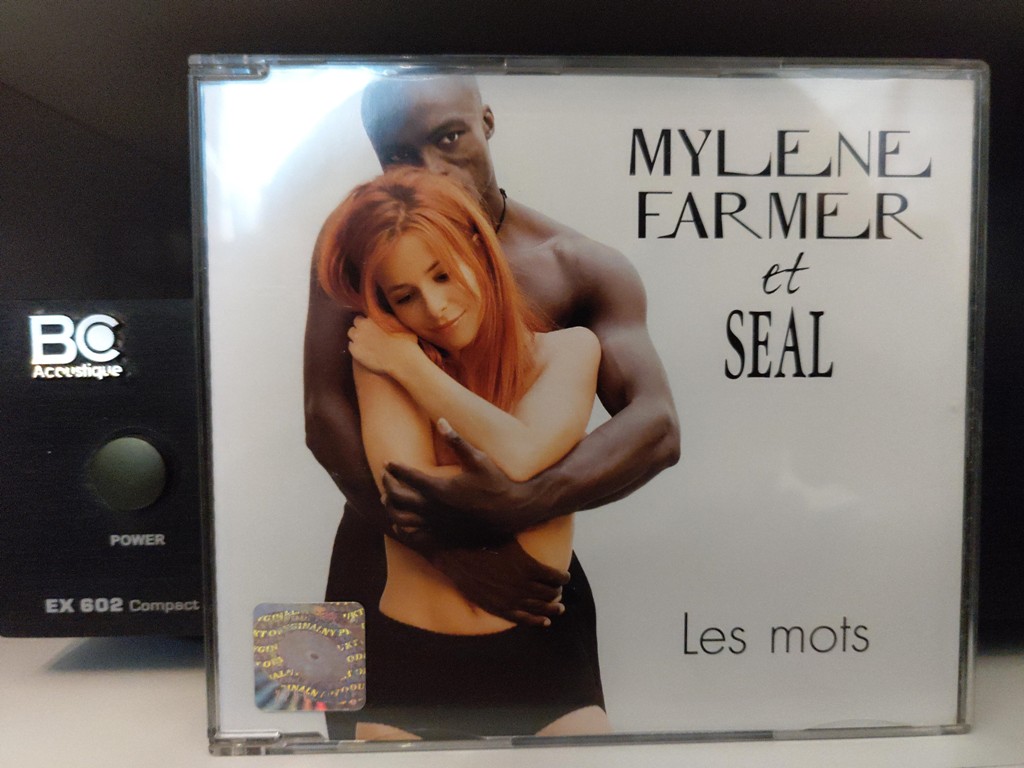 MYLENE
FARMER
et
SEAL
BC
Acoustique
POWER
EX 602 Compact
Les mots